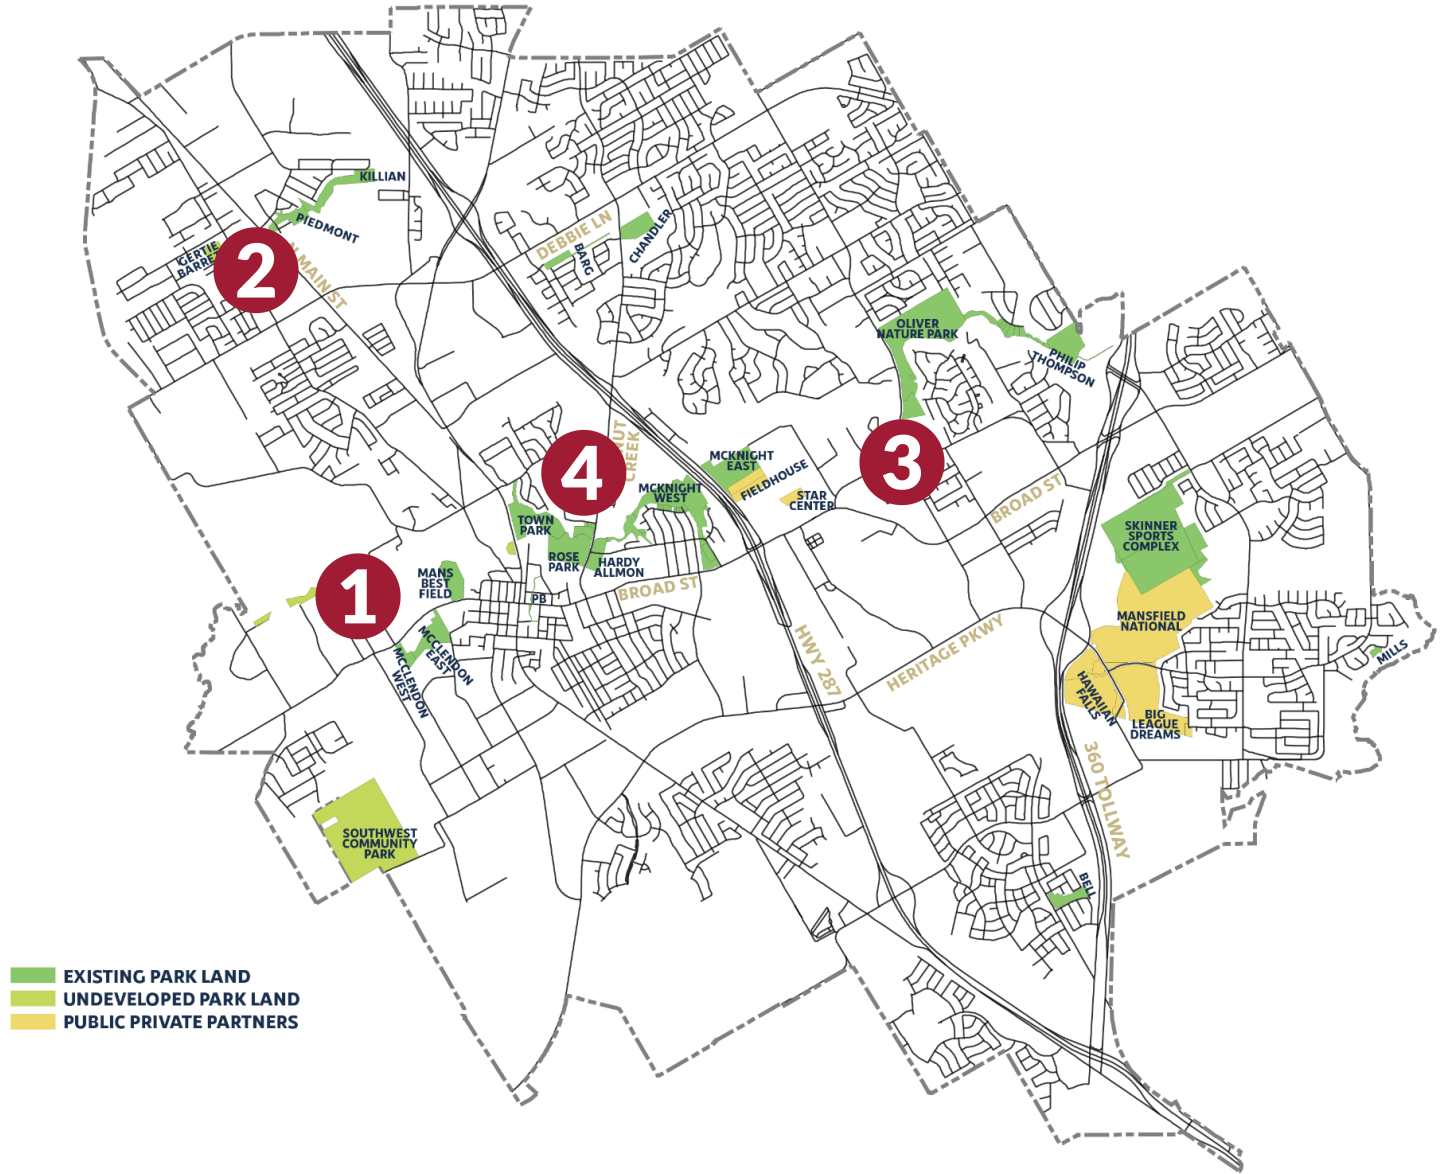 KILLIAN
PIEDMONT
GERTIE
2
N MAIN ST
DEBBIE LN
BARG
CHANDLER
OLIVER
NATURE PARK
PHILIP
THOMPSON
CREEK
4
3
MCKNIGHT
EAST
FIELDHOUSE
MCKNIGHT
WEST
STAR
CENTER
BROAD ST
TOWN
PARK
ROSE
PARK
HARDY
ALLMON
SKINNER
SPORTS
COMPLEX
1
MANS
BEST
FIELD
PB
BROAD ST
MANSFIELD
NATIONAL
MCCLENDON
EAST
MCCLENDON
WEST
HWY 287
HERITAGE PKWY
MILLS
HAWAIIAN
FALLS
BIG
LEAGUE
DREAMS
360 TOLLWAY
SOUTHWEST
COMMUNITY
PARK
BELL
EXISTING PARK LAND
UNDEVELOPED PARK LAND
PUBLIC PRIVATE PARTNERS